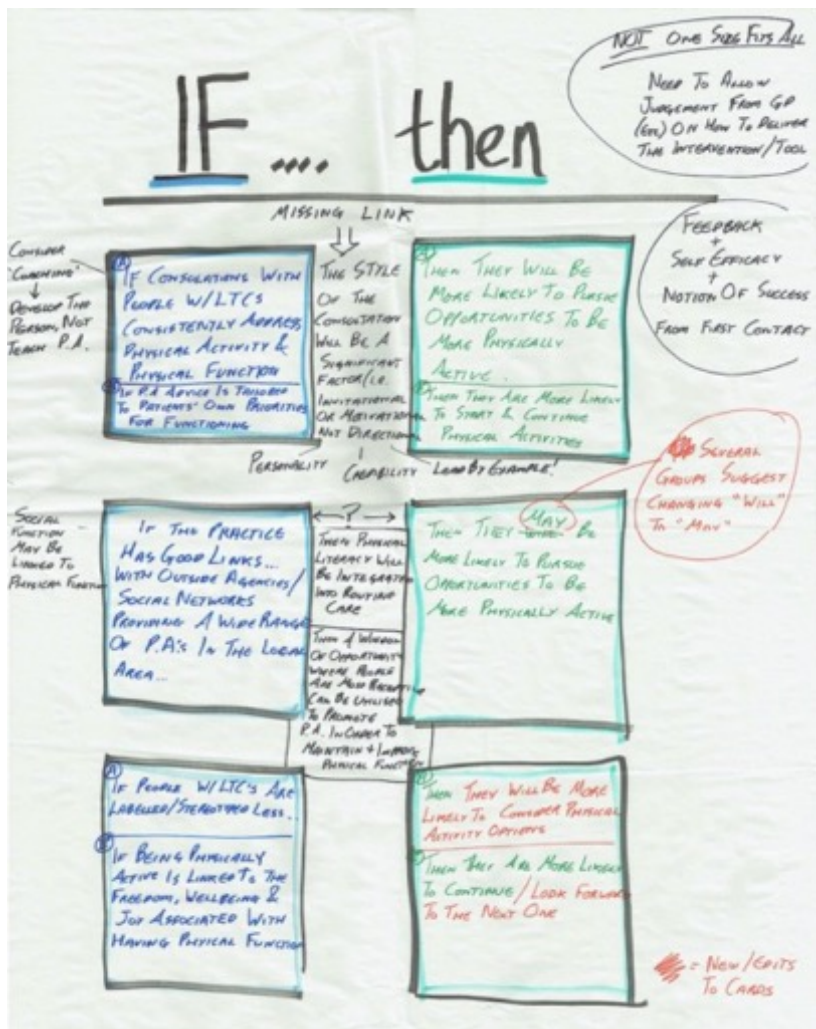 NOT ONE SIZE FITS ALL
NEED TO ALLOW
JUDGEMENT FROM GP
(ETC) ON HOW TO DELIVER
THE INTERVENTION/TOOL
IF .... then
MISSING LINK
FEEDBACK
+
SELF EFFICACY
+
NOTION OF SUCCESS
FROM FIRST CONTACT
CONSIDER
"COACHING"
DEVELOP THE
PERSON, NOT
TEACH P.A.
A
IF CONSULATIONS WITH
PEOPLE W/LTCS
CONSISTENTLY ADDRESS
PHYSICAL ACTIVITY &
PHYSICAL FUNCTION
B
IF P.A ADVICE IS TAILORED
TO PATIENTS' OWN PRIORITIES
FOR FUNCTIONING
THE STYLE
OF THE
CONSULTATION
WILL BE A
SIGNIFICANT
FACTOR/I.E.
INVITATIONAL
OR MOTIVATIONAL
NOT DIRECTIONAL
PERSONALITY
CAPABILITY
LEAD BY EXAMPLE!
A
THEN THEY WILL BE
MORE LIKELY TO PURSUE
OPPORTUNITIES TO BE
MORE PHYSICALLY
ACTIVE.
THEN THEY ARE MORE LIKELY
TO START & CONTINUE
PHYSICAL ACTIVITIES
SEVERAL
GROUPS SUGGEST
CHANGING "WILL"
TO "MAY"
SOCIAL
FUNCTION
MAY BE
LINKED TO
PHYSICAL FUNCTION
IF THE PRACTICE
HAS GOOD LINKS...
WITH OUTSIDE AGENCIES/
SOCIAL NETWORKS
PROVIDING A WIDE RANGE
OF P.A'S IN THE LOCAL
AREA...
?
THEN PHYSICAL
LITERACY WILL
BE INTEGRATED
INTO ROUTINE
CARE
THEN A WINDOW
OF OPPORTUNITY
WHERE PEOPLE
ARE MOST RECEPTIVE
CAN BE UTILISED
TO PROMOTE
P.A. IN ORDER TO
MAINTAIN + IMPROVE
PHYSICAL FUNCTION
MAY
THEN THEY WILL BE
MORE LIKELY TO PURSUE
OPPORTUNITIES TO BE
MORE PHYSICALLY ACTIVE
A
IF PEOPLE W/LTC'S ARE
LABELLED/STEREOTYPED LESS...
B
IF BEING PHYSICALLY
ACTIVE IS LINKED TO THE
FREEDOM, WELLBEING &
JOY ASSOCIATED WITH
HAVING PHYSICAL FUNCTION
THEN THEY WILL BE MORE
LIKELY TO CONSIDER PHYSICAL
ACTIVITY OPTIONS
THEN THEY ARE MORE LIKELY
TO CONTINUE/LOOK FORWARD
TO THE NEXT ONE
= NEW/EDITS
TO CARDS